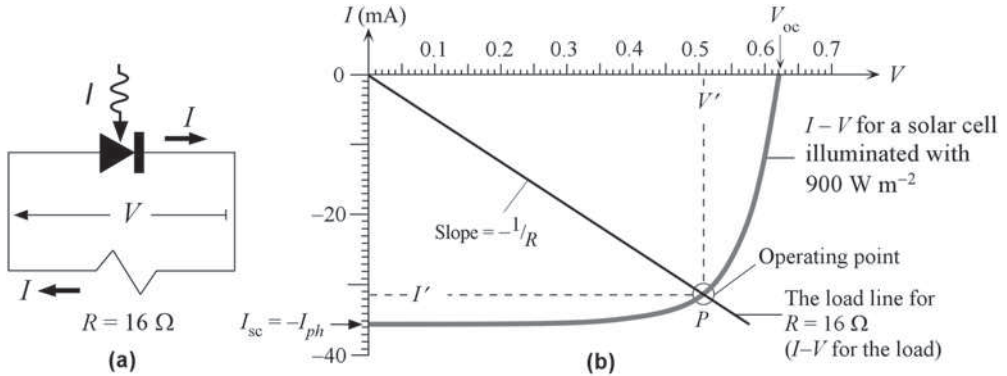 I
I
V
I
R = 16 Ω
(a)
I (mA)
V_oc
0.1 0.2 0.3 0.4 0.5 0.6 0.7
0
V
V′
−20
−40
Slope = −1/R
I′
I_sc = −I_ph
P
I – V for a solar cell
illuminated with
900 W m⁻²
Operating point
The load line for
R = 16 Ω
(I–V for the load)
(b)